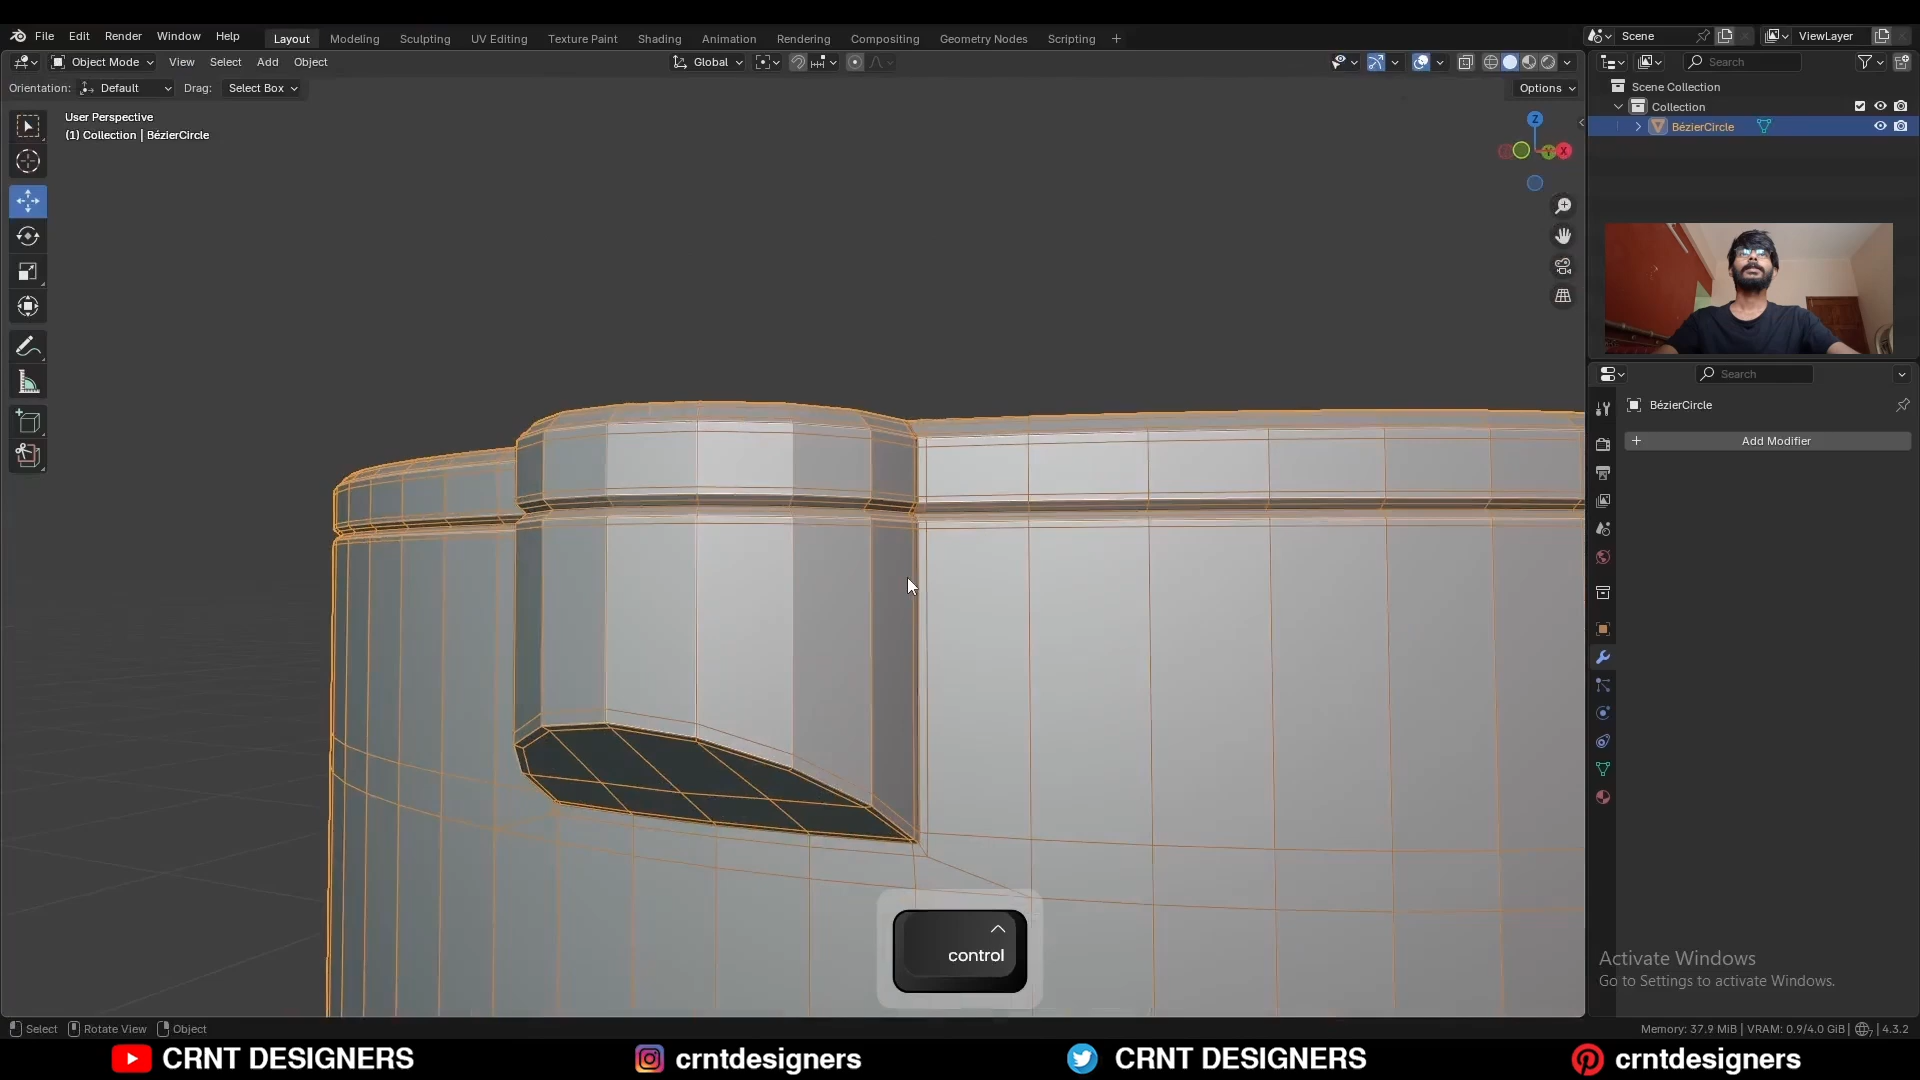 File Edit Render Window Help Layout Modeling Sculpting UV Editing Texture Paint Shading Animation Rendering Compositing Geometry Nodes Scripting + Scene ViewLayer
Object Mode View Select Add Object Global Search
Orientation: Default Drag: Select Box Options Scene Collection
Collection
BézierCircle
User Perspective
(1) Collection | BézierCircle
Z
Y
X
Search
BézierCircle
+ Add Modifier
control
Activate Windows
Go to Settings to activate Windows.
Select Rotate View Object Memory: 37.9 MiB | VRAM: 0.9/4.0 GiB | 4.3.2
CRNT DESIGNERS crntdesigners CRNT DESIGNERS crntdesigners